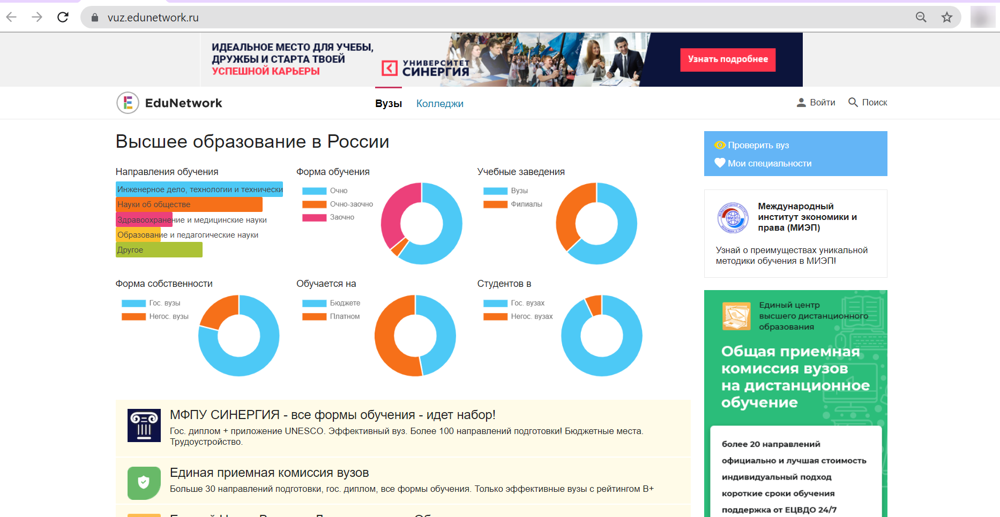 vuz.edunetwork.ru
ИДЕАЛЬНОЕ МЕСТО ДЛЯ УЧЕБЫ,
ДРУЖБЫ И СТАРТА ТВОЕЙ
УСПЕШНОЙ КАРЬЕРЫ
УНИВЕРСИТЕТ
СИНЕРГИЯ
Узнать подробнее
EduNetwork
Вузы
Колледжи
Войти
Поиск
Высшее образование в России
Направления обучения
Инженерное дело, технологии и технически
Науки об обществе
Здравоохранение и медицинские науки
Образование и педагогические науки
Другое
Форма обучения
Очно
Очно-заочно
Заочно
Учебные заведения
Вузы
Филиалы
Форма собственности
Гос. вузы
Негос. вузы
Обучается на
Бюджете
Платном
Студентов в
Гос. вузах
Негос. вузах
МФПУ СИНЕРГИЯ - все формы обучения - идет набор!
Гос. диплом + приложение UNESCO. Эффективный вуз. Более 100 направлений подготовки! Бюджетные места.
Трудоустройство.
Единая приемная комиссия вузов
Больше 30 направлений подготовки, гос. диплом, все формы обучения. Только эффективные вузы с рейтингом В+
Проверить вуз
Мои специальности
МИЭП
Международный
институт экономики и
права (МИЭП)
Узнай о преимуществах уникальной
методики обучения в МИЭП!
Единый центр
высшего дистанционного
образования
Общая приемная
комиссия вузов
на дистанционное
обучение
более 20 направлений
официально и лучшая стоимость
индивидуальный подход
короткие сроки обучения
поддержка от ЕЦВДО 24/7